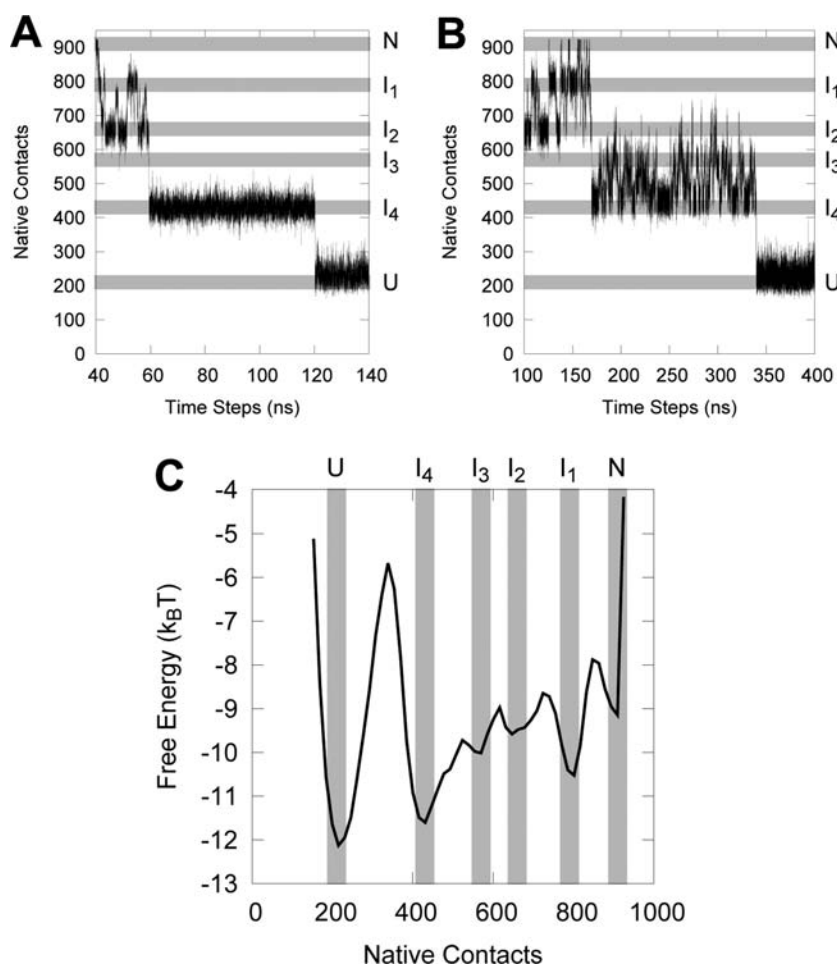 A
900
800
700
600
500
400
300
200
100
0
Native Contacts
40
60
80
100
120
140
Time Steps (ns)
N
I1
I2
I3
I4
U
B
900
800
700
600
500
400
300
200
100
0
Native Contacts
100
150
200
250
300
350
400
Time Steps (ns)
N
I1
I2
I3
I4
U
C
U
I4
I3
I2
I1
N
-4
-5
-6
-7
-8
-9
-10
-11
-12
-13
Free Energy (kBT)
0
200
400
600
800
1000
Native Contacts